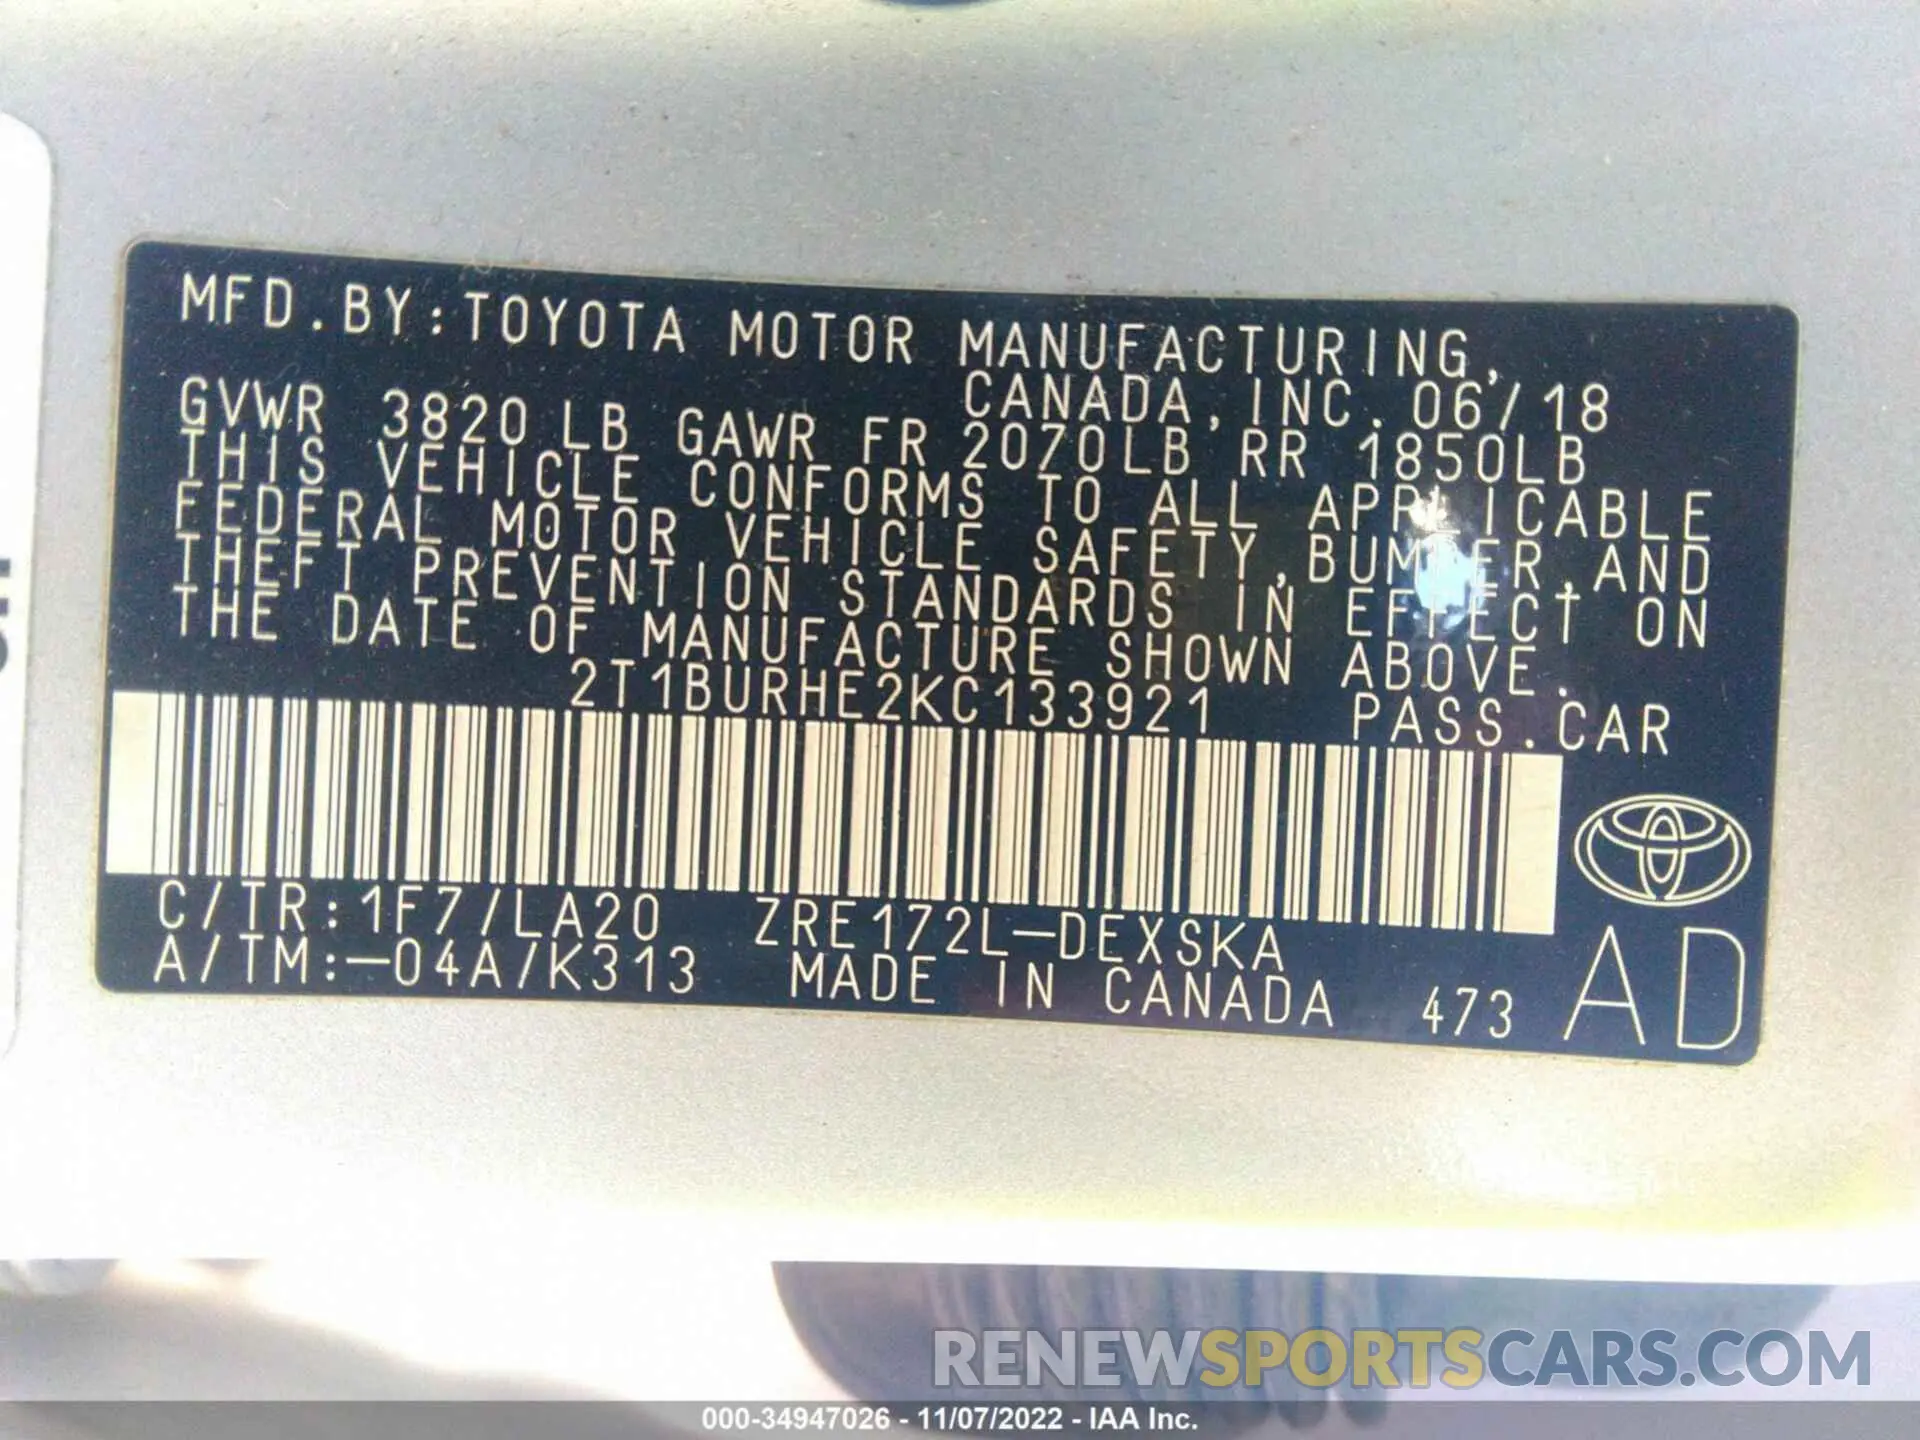 MFD.BY:TOYOTA MOTOR MANUFACTURING,
CANADA,INC. 06/18
GVWR 3820 LB GAWR FR 2070LB RR 1850LB
THIS VEHICLE CONFORMS TO ALL APPLICABLE
FEDERAL MOTOR VEHICLE SAFETY,BUMPER,AND
THEFT PREVENTION STANDARDS IN EFFECT ON
THE DATE OF MANUFACTURE SHOWN ABOVE.
2T1BURHE2KC133921 PASS.CAR
C/TR:1F7/LA20 ZRE172L-DEXSKA
A/TM:-04A/K313 MADE IN CANADA 473 AD
RENEWSPORTSCARS.COM
000-34947026 - 11/07/2022 - IAA Inc.